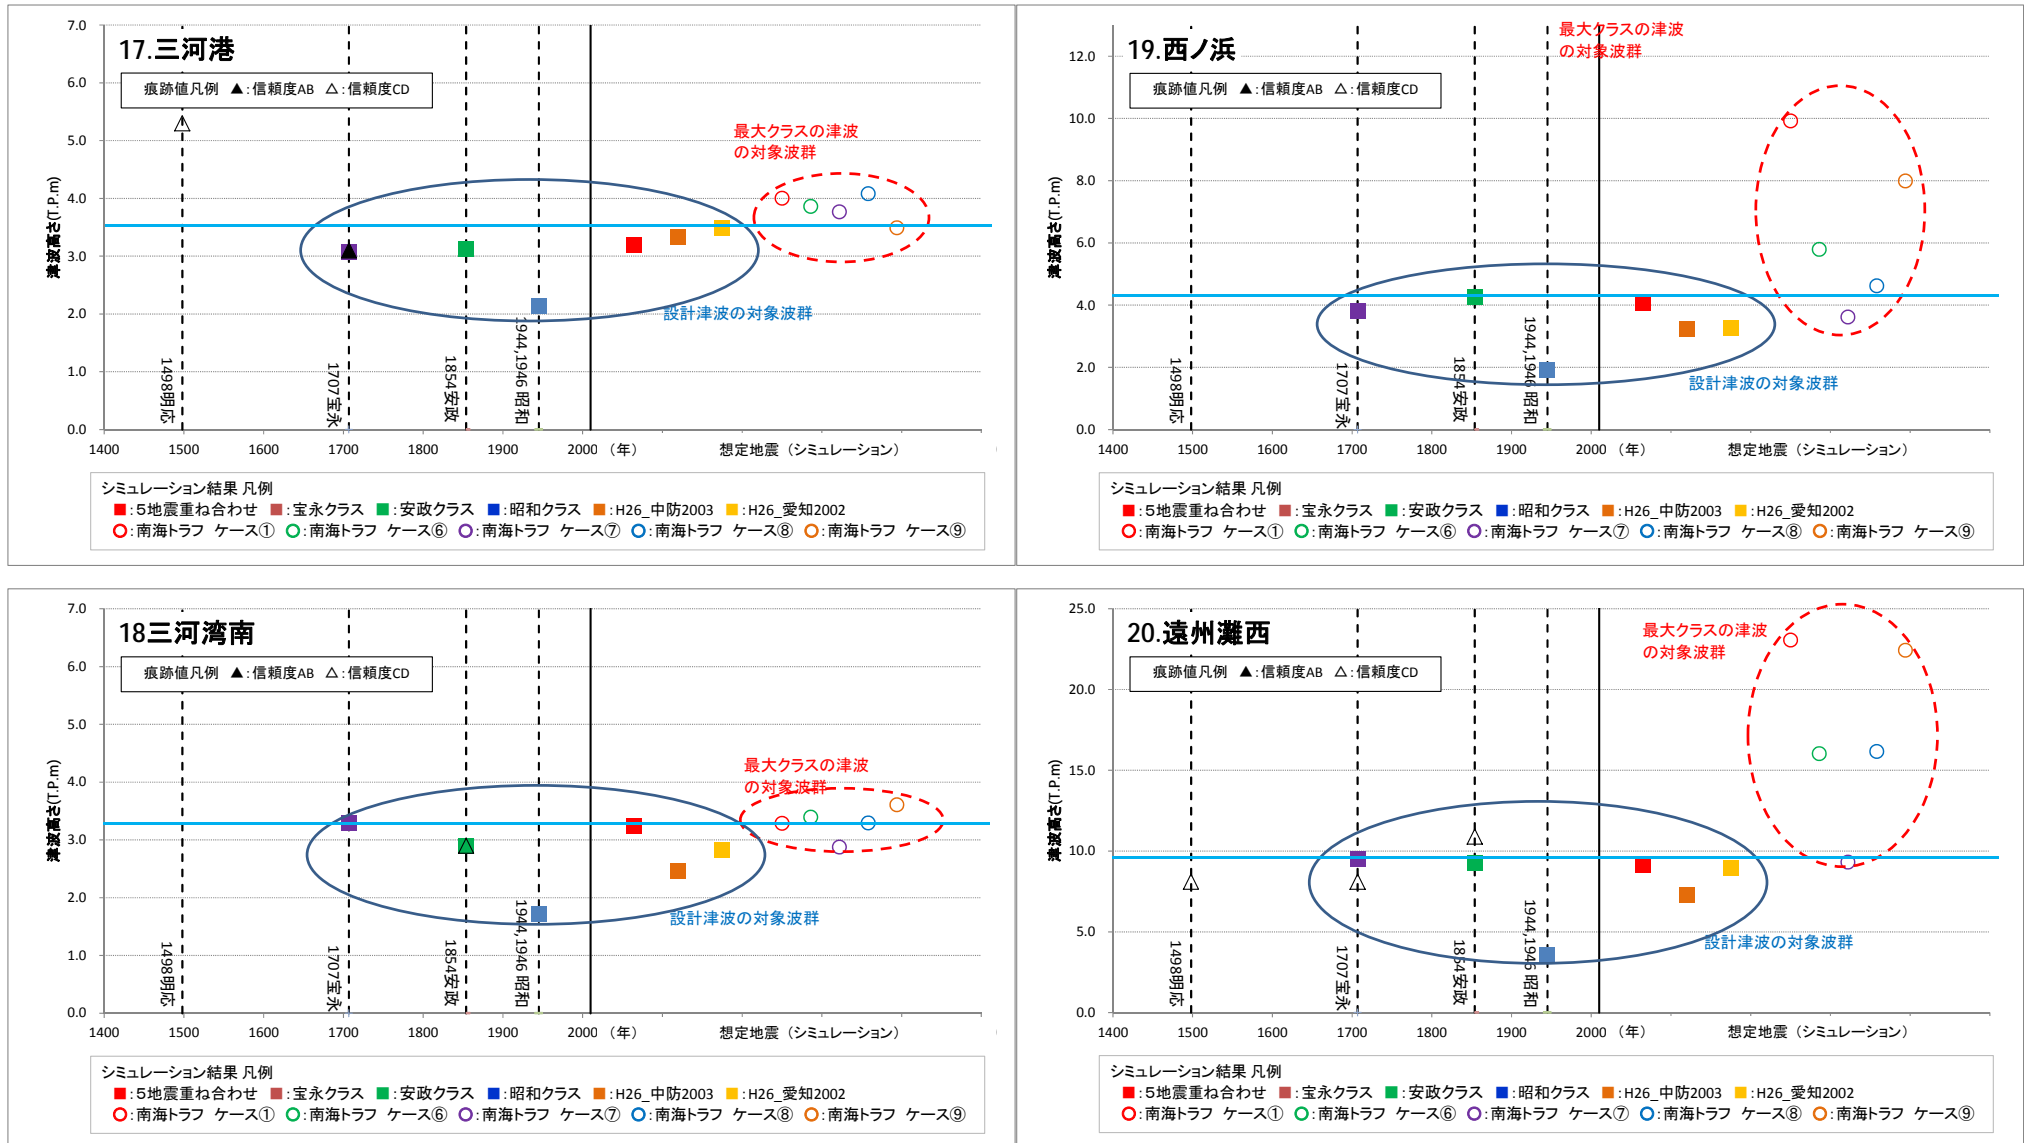 17.三河港
痕跡値凡例 ▲:信頼度AB △:信頼度CD
最大クラスの津波
の対象波群
設計津波の対象波群
津波高さ(T.P.m)
7.0
6.0
5.0
4.0
3.0
2.0
1.0
0.0
1498明応
1707宝永
1854安政
1944,1946 昭和
1400 1500 1600 1700 1800 1900 2000 (年) 想定地震(シミュレーション)
シミュレーション結果 凡例
■:5地震重ね合わせ ■:宝永クラス ■:安政クラス ■:昭和クラス ■:H26_中防2003 ■:H26_愛知2002
○:南海トラフ ケース① ○:南海トラフ ケース⑥ ○:南海トラフ ケース⑦ ○:南海トラフ ケース⑧ ○:南海トラフ ケース⑨
19.西ノ浜
痕跡値凡例 ▲:信頼度AB △:信頼度CD
最大クラスの津波
の対象波群
設計津波の対象波群
津波高さ(T.P.m)
12.0
10.0
8.0
6.0
4.0
2.0
0.0
1498明応
1707宝永
1854安政
1944,1946 昭和
1400 1500 1600 1700 1800 1900 2000 (年) 想定地震(シミュレーション)
シミュレーション結果 凡例
■:5地震重ね合わせ ■:宝永クラス ■:安政クラス ■:昭和クラス ■:H26_中防2003 ■:H26_愛知2002
○:南海トラフ ケース① ○:南海トラフ ケース⑥ ○:南海トラフ ケース⑦ ○:南海トラフ ケース⑧ ○:南海トラフ ケース⑨
18三河湾南
痕跡値凡例 ▲:信頼度AB △:信頼度CD
最大クラスの津波
の対象波群
設計津波の対象波群
津波高さ(T.P.m)
7.0
6.0
5.0
4.0
3.0
2.0
1.0
0.0
1498明応
1707宝永
1854安政
1944,1946 昭和
1400 1500 1600 1700 1800 1900 2000 (年) 想定地震(シミュレーション)
シミュレーション結果 凡例
■:5地震重ね合わせ ■:宝永クラス ■:安政クラス ■:昭和クラス ■:H26_中防2003 ■:H26_愛知2002
○:南海トラフ ケース① ○:南海トラフ ケース⑥ ○:南海トラフ ケース⑦ ○:南海トラフ ケース⑧ ○:南海トラフ ケース⑨
20.遠州灘西
痕跡値凡例 ▲:信頼度AB △:信頼度CD
最大クラスの津波
の対象波群
設計津波の対象波群
津波高さ(T.P.m)
25.0
20.0
15.0
10.0
5.0
0.0
1498明応
1707宝永
1854安政
1944,1946 昭和
1400 1500 1600 1700 1800 1900 2000 (年) 想定地震(シミュレーション)
シミュレーション結果 凡例
■:5地震重ね合わせ ■:宝永クラス ■:安政クラス ■:昭和クラス ■:H26_中防2003 ■:H26_愛知2002
○:南海トラフ ケース① ○:南海トラフ ケース⑥ ○:南海トラフ ケース⑦ ○:南海トラフ ケース⑧ ○:南海トラフ ケース⑨